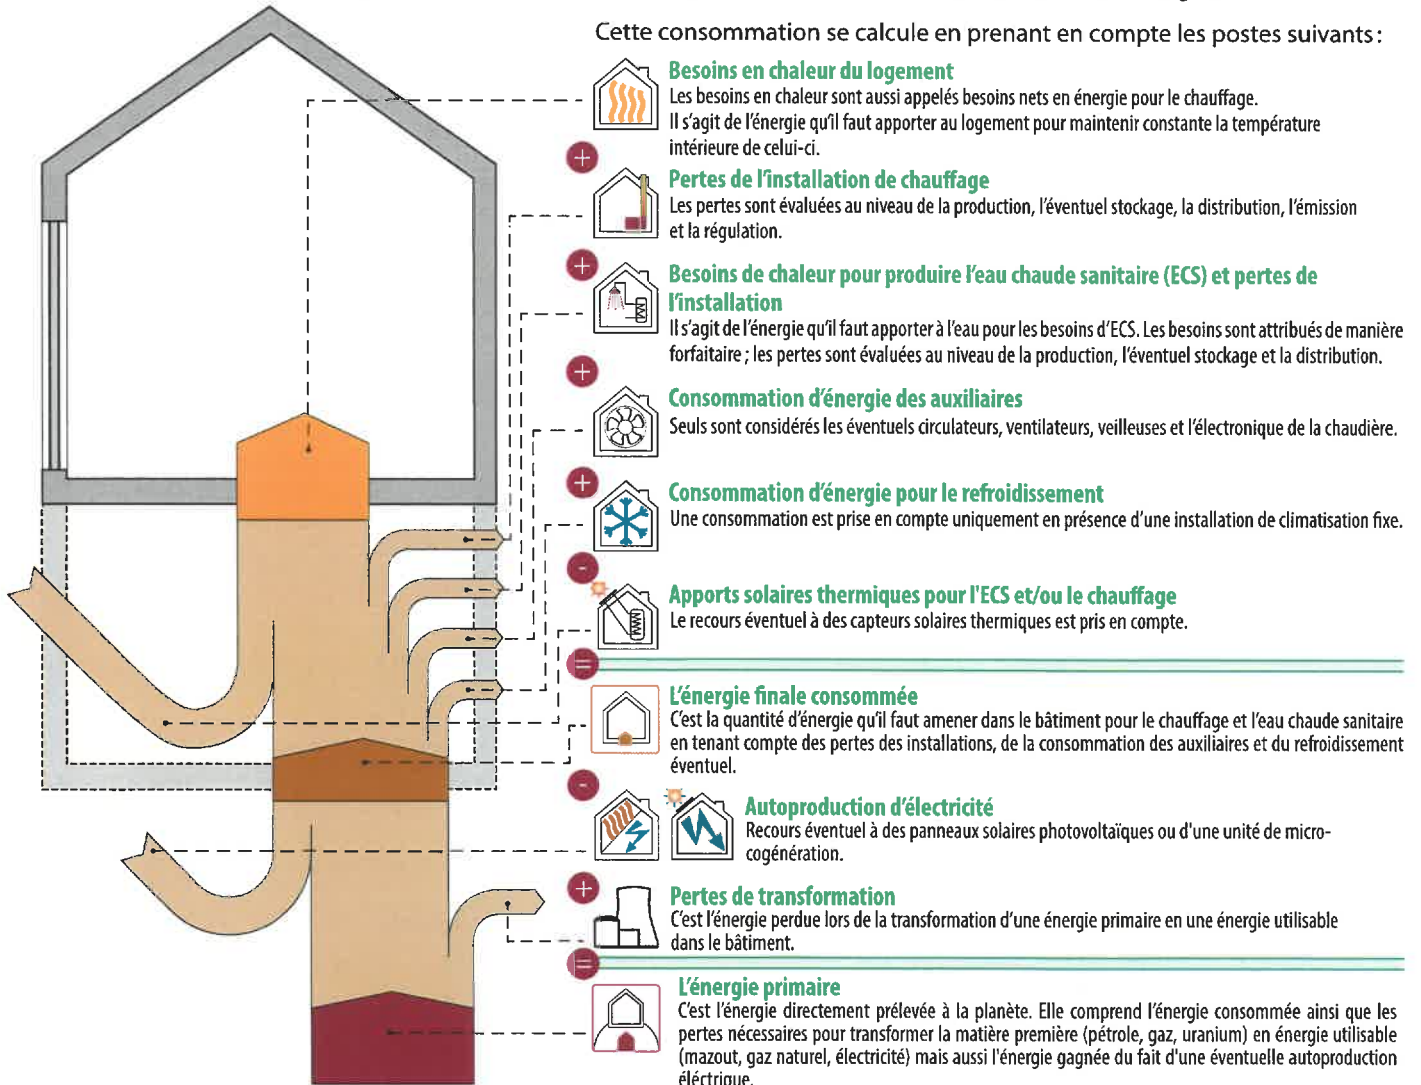 Cette consommation se calcule en prenant en compte les postes suivants :
Besoins en chaleur du logement
Les besoins en chaleur sont aussi appelés besoins nets en énergie pour le chauffage.
Il s'agit de l'énergie qu'il faut apporter au logement pour maintenir constante la température
intérieure de celui-ci.
+
Pertes de l'installation de chauffage
Les pertes sont évaluées au niveau de la production, l'éventuel stockage, la distribution, l'émission
et la régulation.
+
Besoins de chaleur pour produire l'eau chaude sanitaire (ECS) et pertes de
l'installation
Il s'agit de l'énergie qu'il faut apporter à l'eau pour les besoins d'ECS. Les besoins sont attribués de manière
forfaitaire ; les pertes sont évaluées au niveau de la production, l'éventuel stockage et la distribution.
+
Consommation d'énergie des auxiliaires
Seuls sont considérés les éventuels circulateurs, ventilateurs, veilleuses et l'électronique de la chaudière.
+
Consommation d'énergie pour le refroidissement
Une consommation est prise en compte uniquement en présence d'une installation de climatisation fixe.
-
Apports solaires thermiques pour l'ECS et/ou le chauffage
Le recours éventuel à des capteurs solaires thermiques est pris en compte.
=
L'énergie finale consommée
C'est la quantité d'énergie qu'il faut amener dans le bâtiment pour le chauffage et l'eau chaude sanitaire
en tenant compte des pertes des installations, de la consommation des auxiliaires et du refroidissement
éventuel.
-
Autoproduction d'électricité
Recours éventuel à des panneaux solaires photovoltaïques ou d'une unité de micro-
cogénération.
+
Pertes de transformation
C'est l'énergie perdue lors de la transformation d'une énergie primaire en une énergie utilisable
dans le bâtiment.
=
L'énergie primaire
C'est l'énergie directement prélevée à la planète. Elle comprend l'énergie consommée ainsi que les
pertes nécessaires pour transformer la matière première (pétrole, gaz, uranium) en énergie utilisable
(mazout, gaz naturel, électricité) mais aussi l'énergie gagnée du fait d'une éventuelle autoproduction
éléctrique.